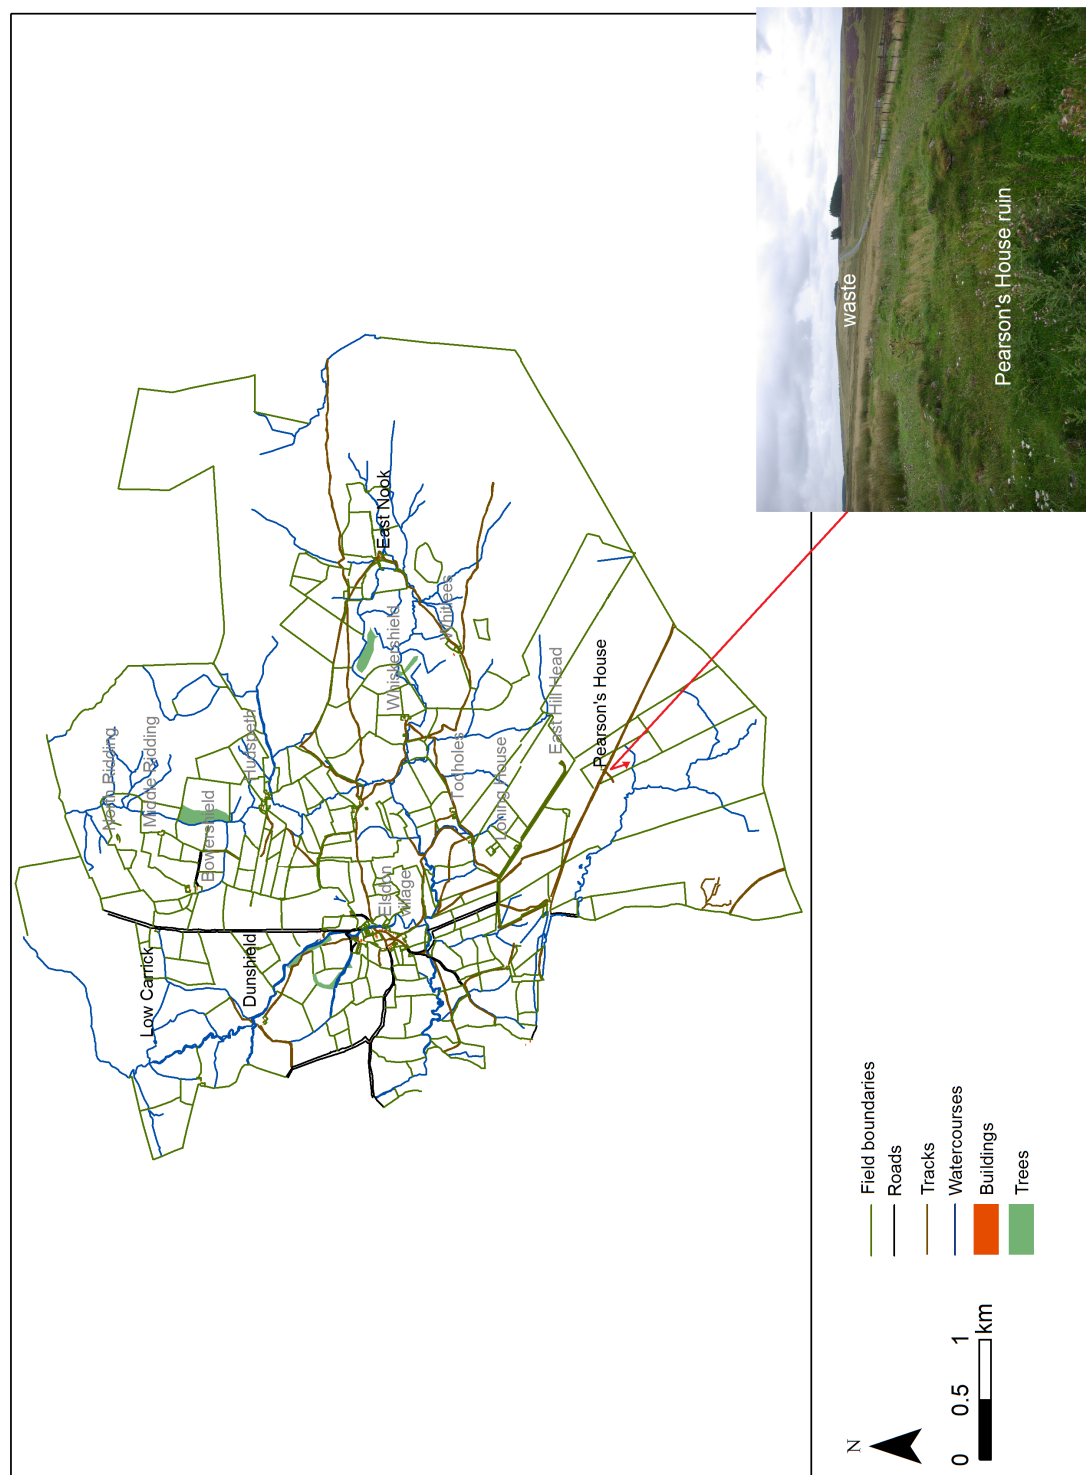 North Ridding
Middle Ridding
Bowershield
Hudspeth
Low Carrick
Dunshield
Elsdon
village
East Nook
Whiskershield
Whitlees
Todholes
Loning House
East Hill Head
Pearson's House
waste
Pearson's House ruin
N
0 0.5 1
km
Field boundaries
Roads
Tracks
Watercourses
Buildings
Trees